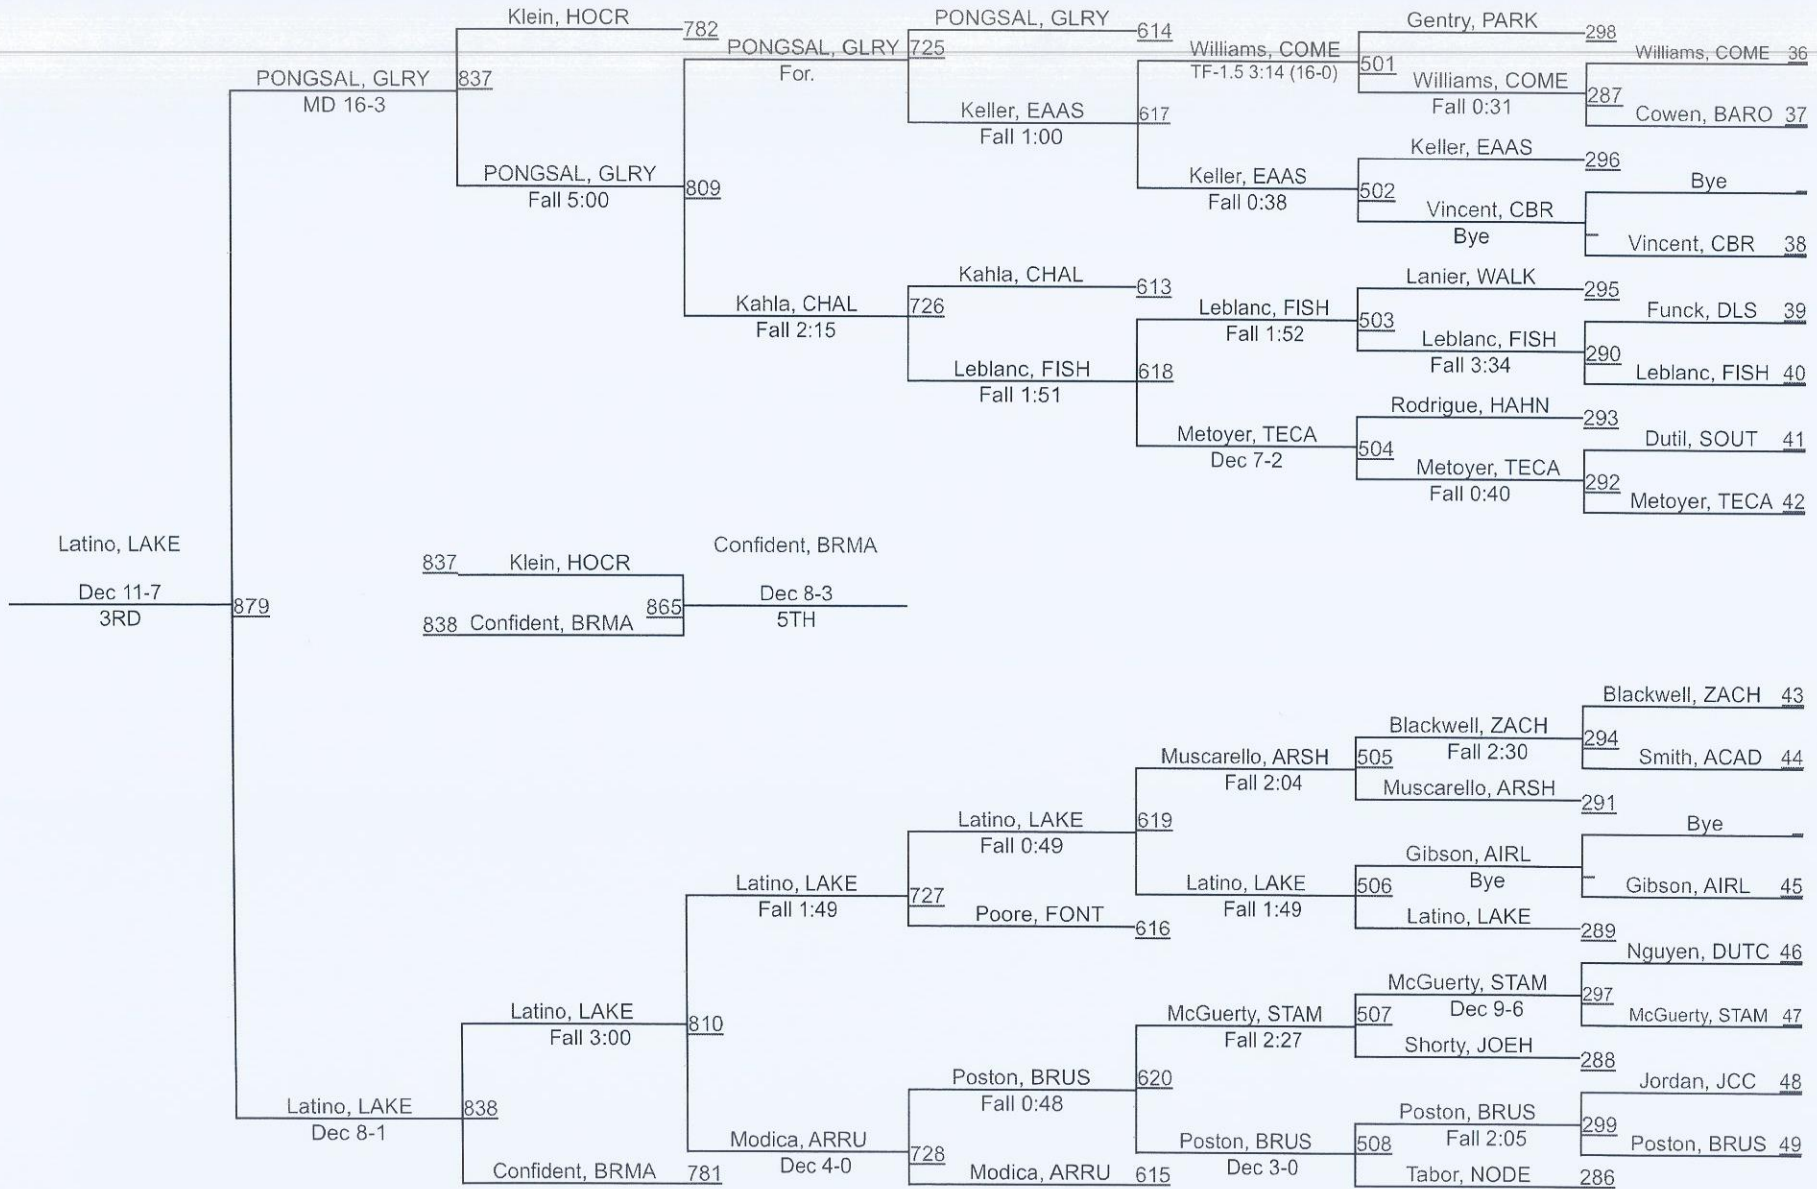 Klein, HOCR
782
PONGSAL, GLRY
MD 16-3
837
PONGSAL, GLRY
Fall 5:00
809
PONGSAL, GLRY
For.
725
PONGSAL, GLRY
614
Keller, EAAS
Fall 1:00
617
Williams, COME
TF-1.5 3:14 (16-0)
501
Gentry, PARK
298
Williams, COME
Fall 0:31
287
Williams, COME 36
Cowen, BARO 37
Keller, EAAS
Fall 0:38
502
Keller, EAAS
296
Vincent, CBR
Bye
Bye
Vincent, CBR 38
Kahla, CHAL
Fall 2:15
726
Kahla, CHAL
613
Leblanc, FISH
Fall 1:51
618
Leblanc, FISH
Fall 1:52
503
Lanier, WALK
295
Leblanc, FISH
Fall 3:34
290
Funck, DLS 39
Leblanc, FISH 40
Metoyer, TECA
Dec 7-2
504
Rodrigue, HAHN
293
Metoyer, TECA
Fall 0:40
292
Dutil, SOUT 41
Metoyer, TECA 42
Latino, LAKE
Dec 11-7
3RD
879
837 Klein, HOCR
838 Confident, BRMA
865
Confident, BRMA
Dec 8-3
5TH
Blackwell, ZACH 43
Smith, ACAD 44
294
Blackwell, ZACH
Fall 2:30
Muscarello, ARSH
291
505
Muscarello, ARSH
Fall 2:04
619
Latino, LAKE
Fall 0:49
Bye
Gibson, AIRL 45
Gibson, AIRL
Bye
506
Latino, LAKE
289
Latino, LAKE
Fall 1:49
727
Poore, FONT
616
Latino, LAKE
Fall 1:49
810
Latino, LAKE
Fall 3:00
838
Latino, LAKE
Dec 8-1
Confident, BRMA
781
Nguyen, DUTC 46
McGuerty, STAM 47
297
McGuerty, STAM
Dec 9-6
507
Shorty, JOEH
288
McGuerty, STAM
Fall 2:27
620
Poston, BRUS
Fall 0:48
728
Modica, ARRU
Dec 4-0
Modica, ARRU
615
Poston, BRUS
Dec 3-0
508
Poston, BRUS
Fall 2:05
299
Jordan, JCC 48
Poston, BRUS 49
Tabor, NODE
286